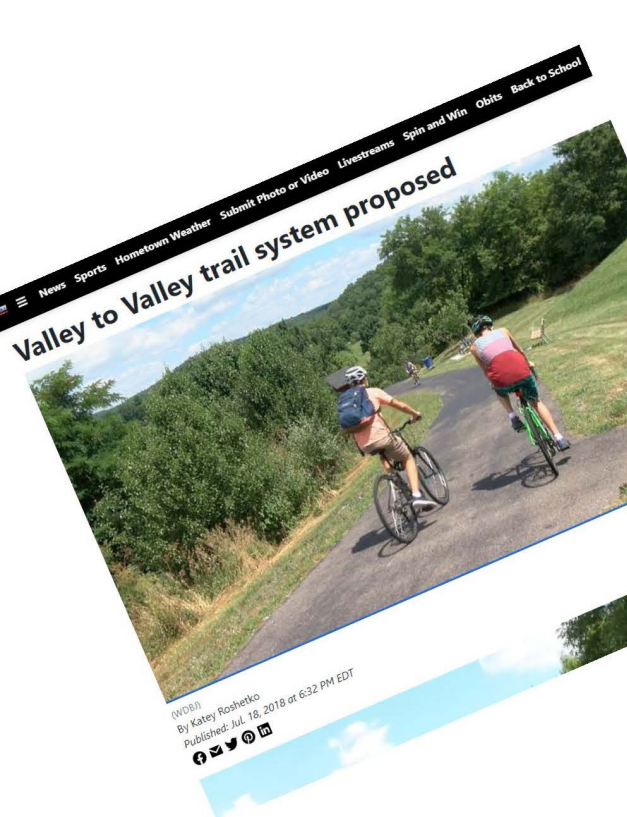 News Sports Hometown Weather Submit Photo or Video Livestreams Spin and Win Obits Back to School
Valley to Valley trail system proposed
(WDBJ)
By Katey Roshetko
Published: Jul. 18, 2018 at 6:32 PM EDT